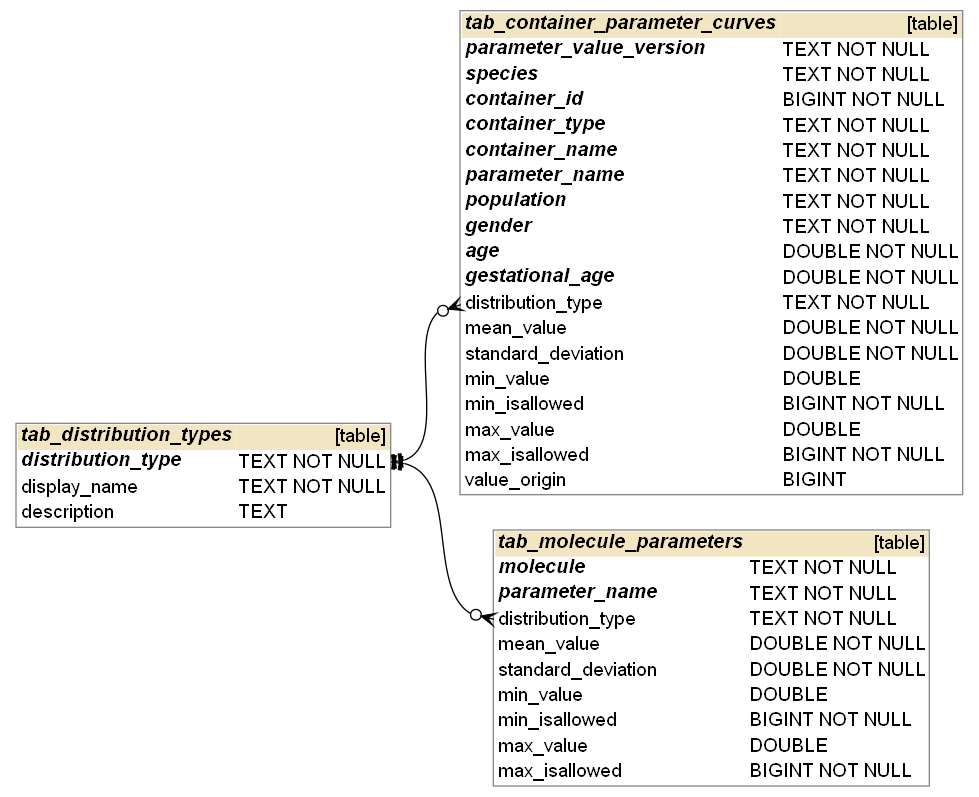 tab_container_parameter_curves [table]
parameter_value_version TEXT NOT NULL
species TEXT NOT NULL
container_id BIGINT NOT NULL
container_type TEXT NOT NULL
container_name TEXT NOT NULL
parameter_name TEXT NOT NULL
population TEXT NOT NULL
gender TEXT NOT NULL
age DOUBLE NOT NULL
gestational_age DOUBLE NOT NULL
distribution_type TEXT NOT NULL
mean_value DOUBLE NOT NULL
standard_deviation DOUBLE NOT NULL
min_value DOUBLE
min_isallowed BIGINT NOT NULL
max_value DOUBLE
max_isallowed BIGINT NOT NULL
value_origin BIGINT
tab_distribution_types [table]
distribution_type TEXT NOT NULL
display_name TEXT NOT NULL
description TEXT
tab_molecule_parameters [table]
molecule TEXT NOT NULL
parameter_name TEXT NOT NULL
distribution_type TEXT NOT NULL
mean_value DOUBLE NOT NULL
standard_deviation DOUBLE NOT NULL
min_value DOUBLE
min_isallowed BIGINT NOT NULL
max_value DOUBLE
max_isallowed BIGINT NOT NULL